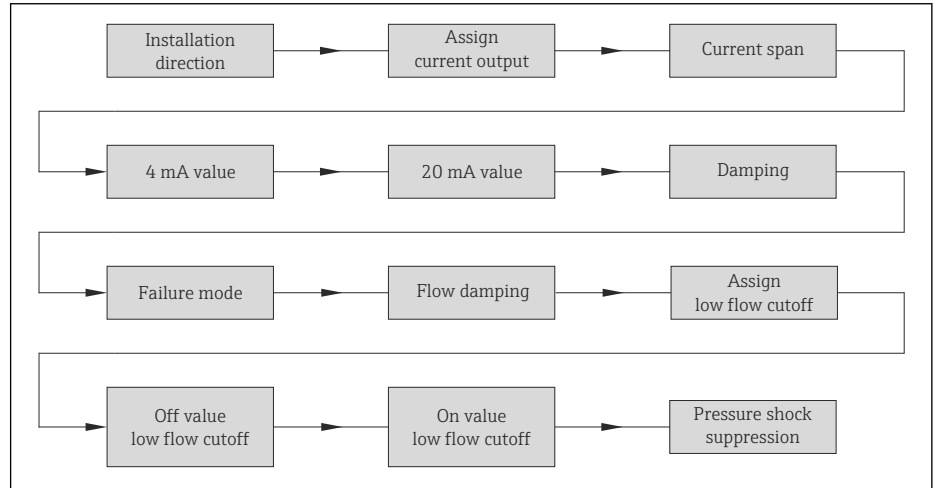 Installation
direction
Assign
current output
Current span
4 mA value
20 mA value
Damping
Failure mode
Flow damping
Assign
low flow cutoff
Off value
low flow cutoff
On value
low flow cutoff
Pressure shock
suppression